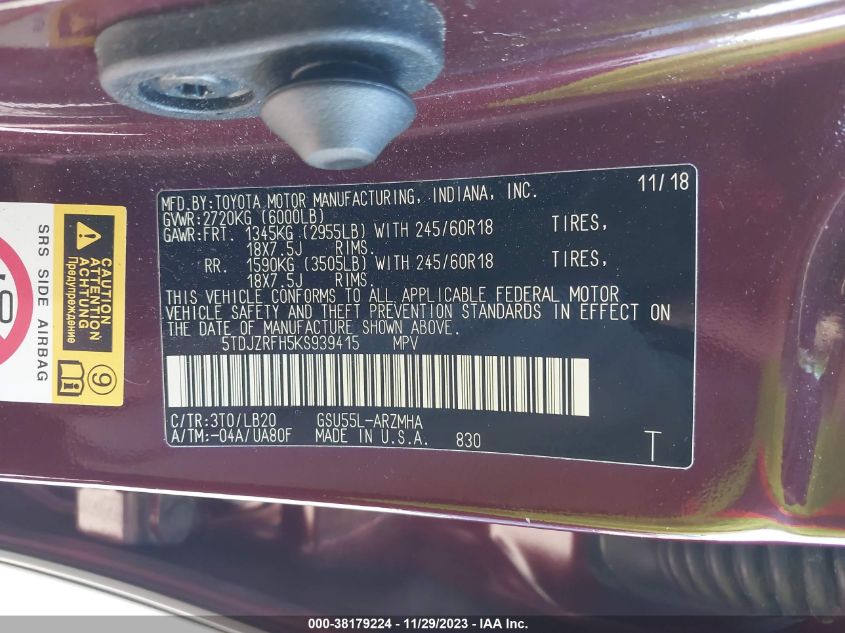 MFD.BY:TOYOTA MOTOR MANUFACTURING, INDIANA, INC. 11/18
GVWR:2720KG (6000LB)
GAWR:FRT. 1345KG (2955LB) WITH 245/60R18 TIRES,
18X7.5J RIMS.
RR. 1590KG (3505LB) WITH 245/60R18 TIRES,
18X7.5J RIMS.
THIS VEHICLE CONFORMS TO ALL APPLICABLE FEDERAL MOTOR
VEHICLE SAFETY AND THEFT PREVENTION STANDARDS IN EFFECT ON
THE DATE OF MANUFACTURE SHOWN ABOVE.
5TDJZRFH5KS939415 MPV
C/TR:3T0/LB20 GSU55L-ARZMHA
A/TM:-04A/UA80F MADE IN U.S.A. 830 T
CAUTION
ATTENTION
ACHTUNG
Предупреждение
9
SRS SIDE AIRBAG
000-38179224 - 11/29/2023 - IAA Inc.